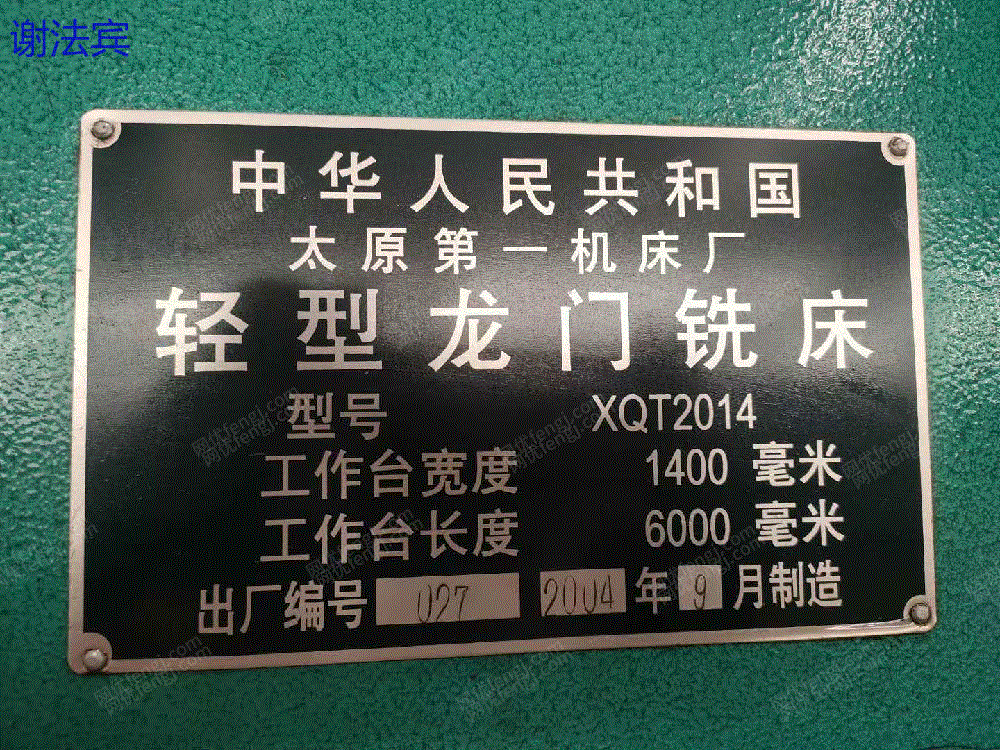 谢法宾
中华人民共和国
太原第一机床厂
轻型龙门铣床
型号 XQT2014
工作台宽度 1400 毫米
工作台长度 6000 毫米
出厂编号 027 2004 年 9 月制造